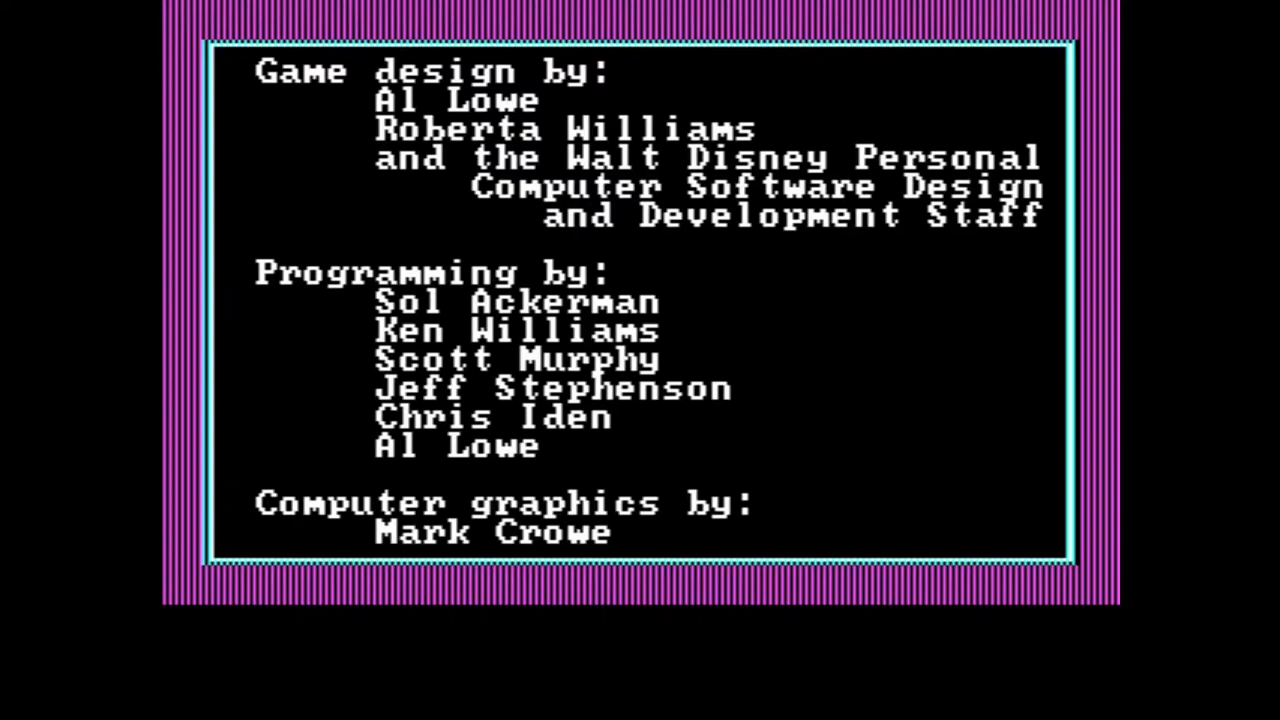 Game design by:
Al Lowe
Roberta Williams
and the Walt Disney Personal
Computer Software Design
and Development Staff
Programming by:
Sol Ackerman
Ken Williams
Scott Murphy
Jeff Stephenson
Chris Iden
Al Lowe
Computer graphics by:
Mark Crowe